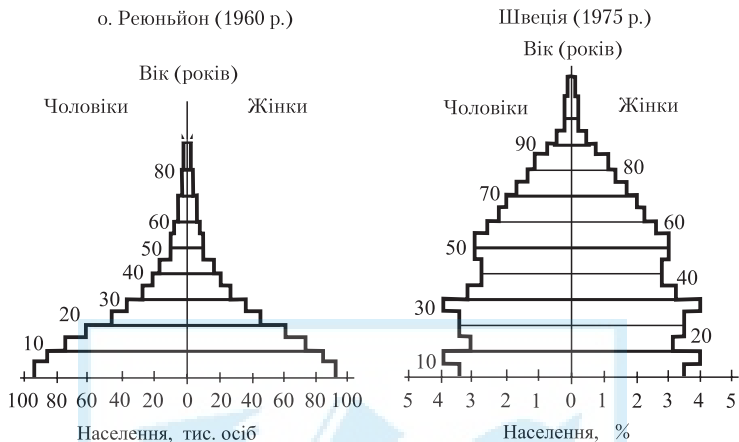 о. Реюньйон (1960 р.)
Вік (років)
Чоловіки Жінки
80
60
50
40
30
20
10
100 80 60 40 20 0 20 40 60 80 100
Населення, тис. осіб
Швеція (1975 р.)
Вік (років)
Чоловіки Жінки
90
80
70
60
50
40
30
20
10
5 4 3 2 1 0 1 2 3 4 5
Населення, %